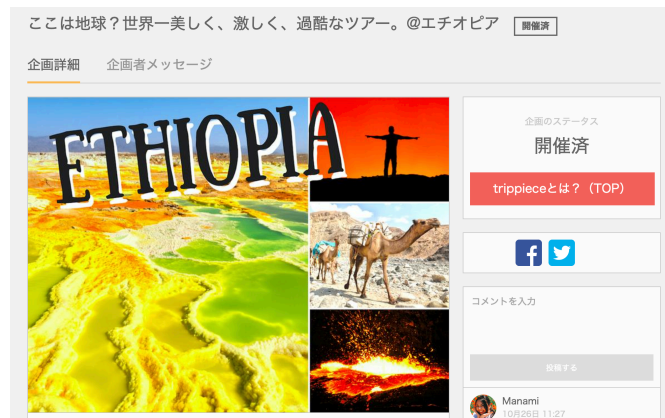 ここは地球？世界一美しく、激しく、過酷なツアー。@エチオピア 開催済
企画詳細 企画者メッセージ
ETHIOPIA
企画のステータス
開催済
trippieceとは？（TOP）
コメントを入力
投稿する
Manami
10月26日 11:27